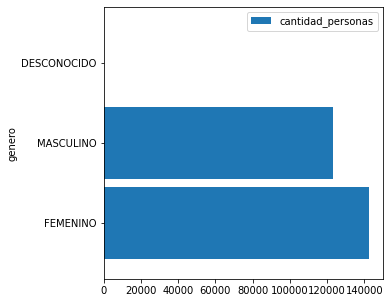 cantidad_personas
DESCONOCIDO
MASCULINO
FEMENINO
genero
0 20000 40000 60000 80000 100000 120000 140000